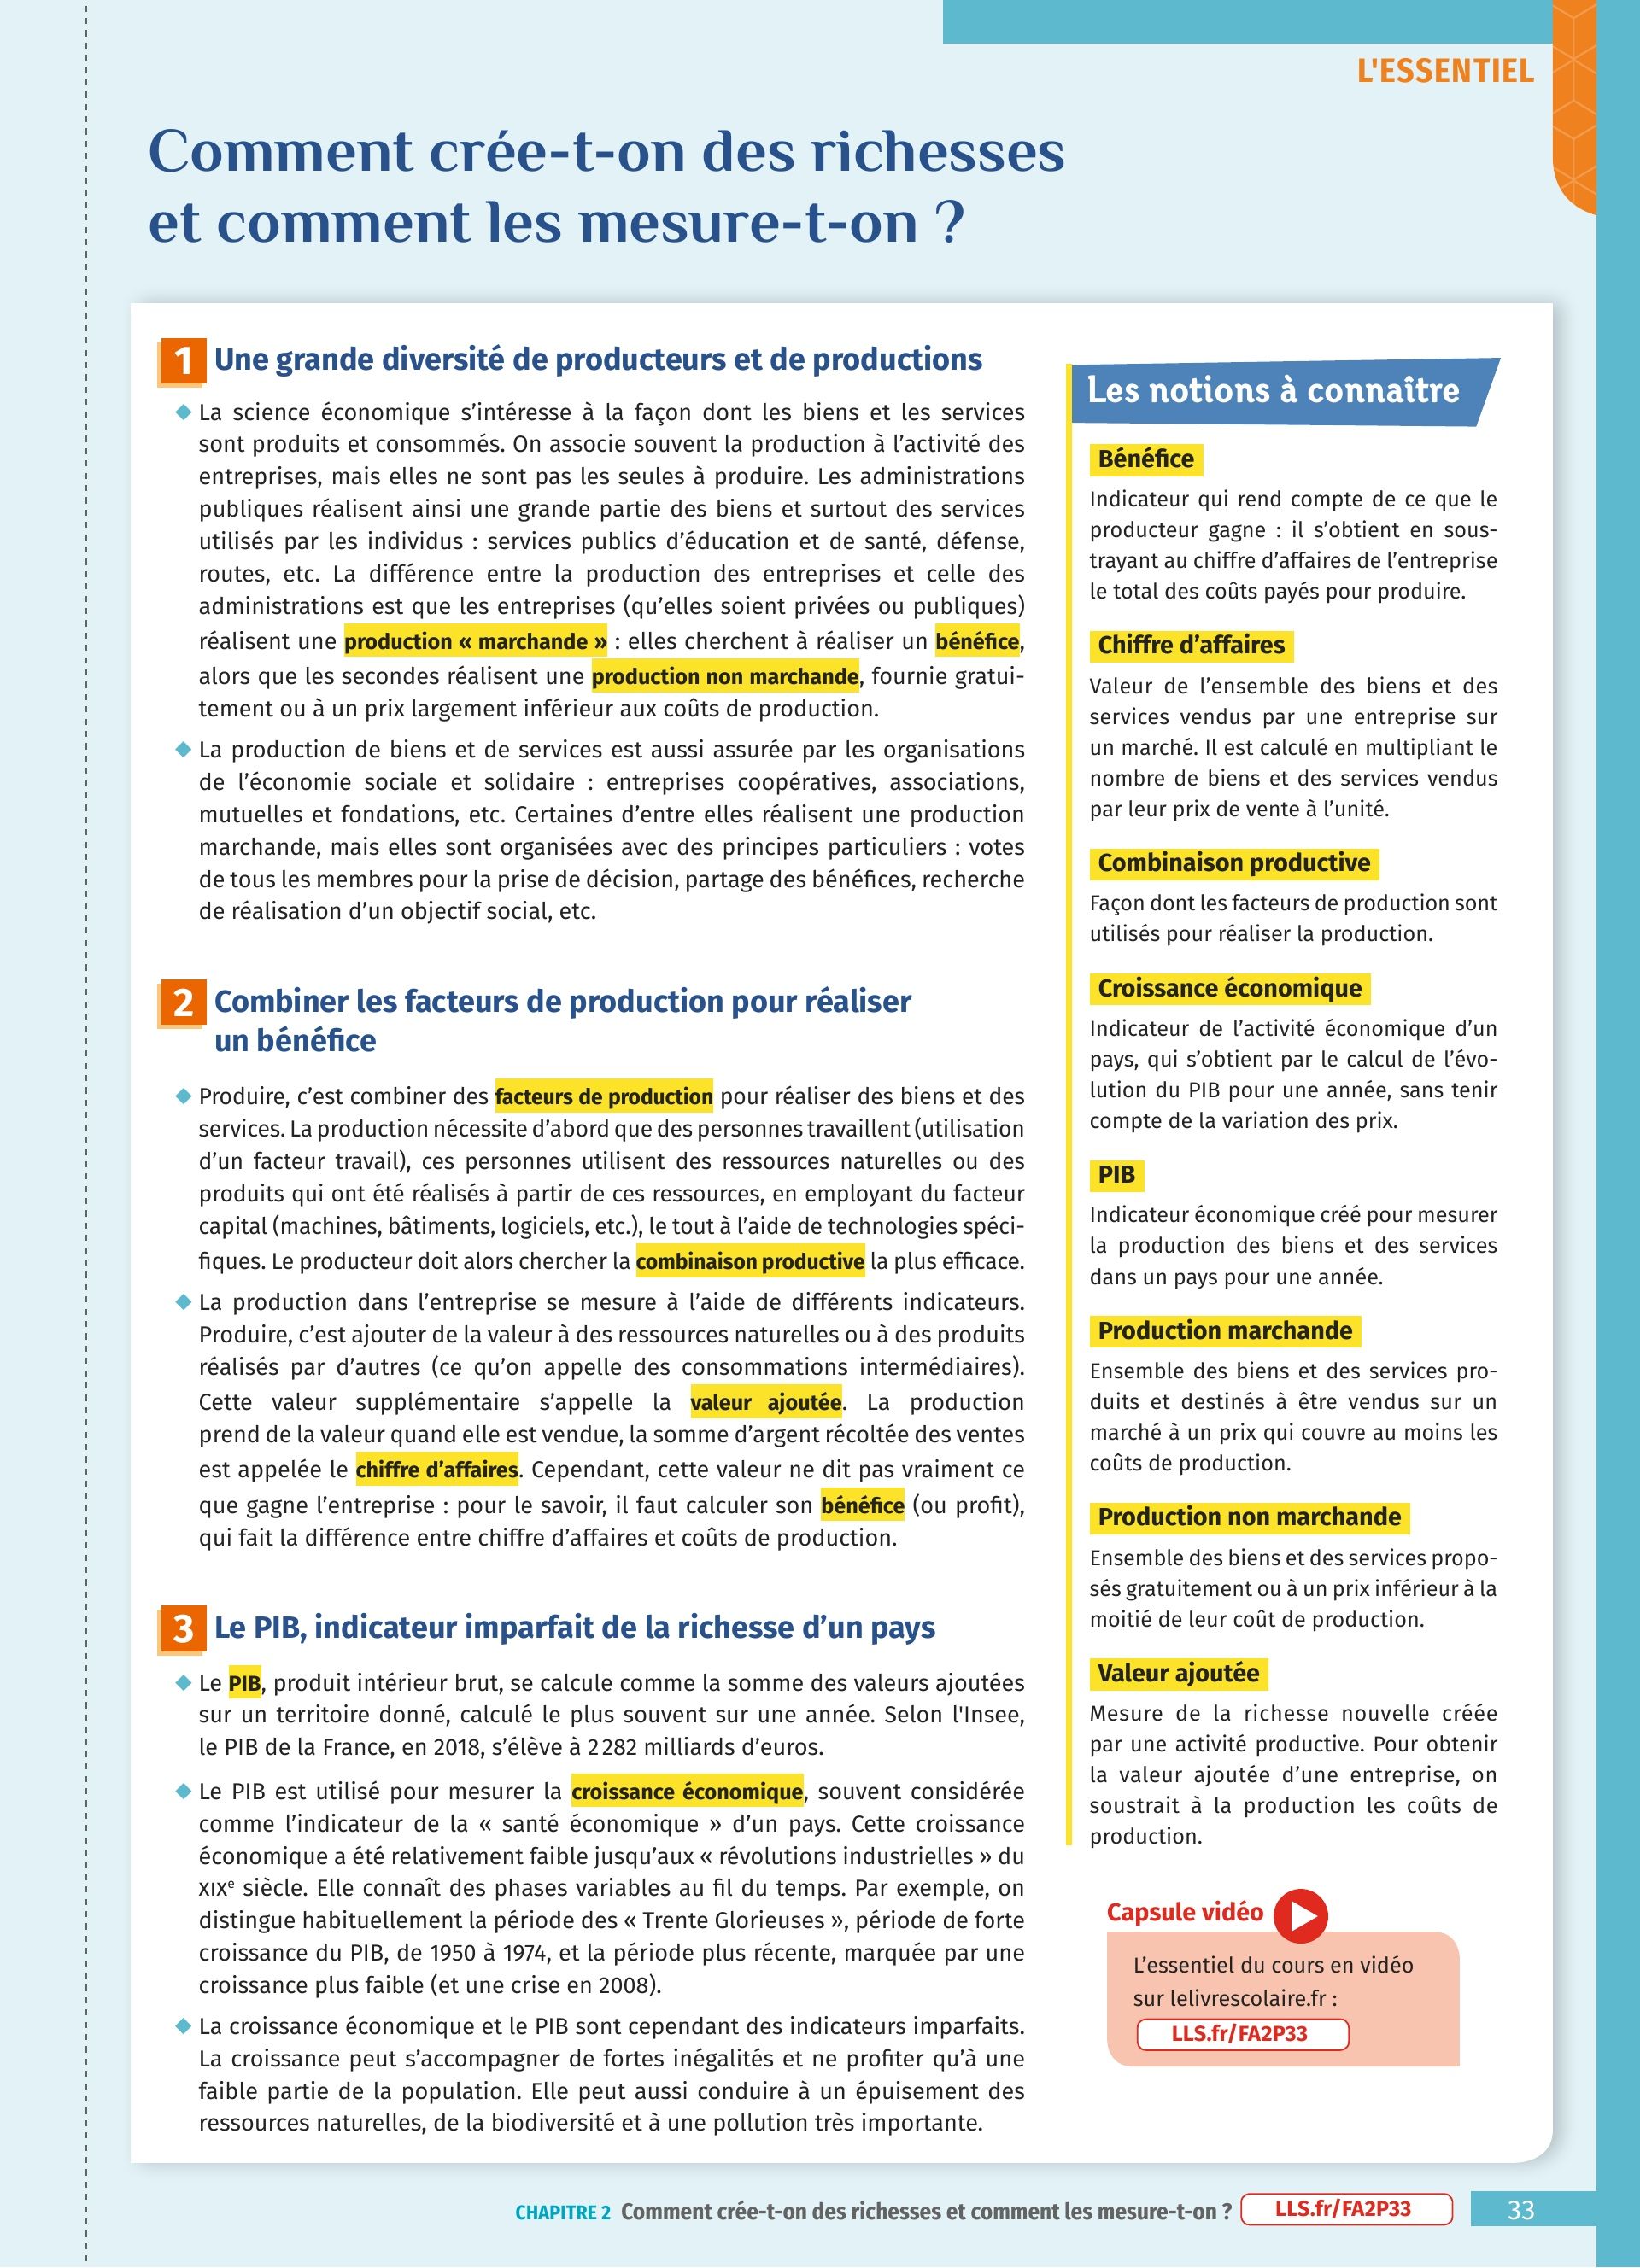 L'ESSENTIEL
Comment crée-t-on des richesses
et comment les mesure-t-on ?
1 Une grande diversité de producteurs et de productions
◆ La science économique s’intéresse à la façon dont les biens et les services
sont produits et consommés. On associe souvent la production à l’activité des
entreprises, mais elles ne sont pas les seules à produire. Les administrations
publiques réalisent ainsi une grande partie des biens et surtout des services
utilisés par les individus : services publics d’éducation et de santé, défense,
routes, etc. La différence entre la production des entreprises et celle des
administrations est que les entreprises (qu’elles soient privées ou publiques)
réalisent une production « marchande » : elles cherchent à réaliser un bénéfice,
alors que les secondes réalisent une production non marchande, fournie gratui-
tement ou à un prix largement inférieur aux coûts de production.
◆ La production de biens et de services est aussi assurée par les organisations
de l’économie sociale et solidaire : entreprises coopératives, associations,
mutuelles et fondations, etc. Certaines d’entre elles réalisent une production
marchande, mais elles sont organisées avec des principes particuliers : votes
de tous les membres pour la prise de décision, partage des bénéfices, recherche
de réalisation d’un objectif social, etc.
2 Combiner les facteurs de production pour réaliser
un bénéfice
◆ Produire, c’est combiner des facteurs de production pour réaliser des biens et des
services. La production nécessite d’abord que des personnes travaillent (utilisation
d’un facteur travail), ces personnes utilisent des ressources naturelles ou des
produits qui ont été réalisés à partir de ces ressources, en employant du facteur
capital (machines, bâtiments, logiciels, etc.), le tout à l’aide de technologies spéci-
fiques. Le producteur doit alors chercher la combinaison productive la plus efficace.
◆ La production dans l’entreprise se mesure à l’aide de différents indicateurs.
Produire, c’est ajouter de la valeur à des ressources naturelles ou à des produits
réalisés par d’autres (ce qu’on appelle des consommations intermédiaires).
Cette valeur supplémentaire s’appelle la valeur ajoutée. La production
prend de la valeur quand elle est vendue, la somme d’argent récoltée des ventes
est appelée le chiffre d’affaires. Cependant, cette valeur ne dit pas vraiment ce
que gagne l’entreprise : pour le savoir, il faut calculer son bénéfice (ou profit),
qui fait la différence entre chiffre d’affaires et coûts de production.
3 Le PIB, indicateur imparfait de la richesse d’un pays
◆ Le PIB, produit intérieur brut, se calcule comme la somme des valeurs ajoutées
sur un territoire donné, calculé le plus souvent sur une année. Selon l'Insee,
le PIB de la France, en 2018, s’élève à 2 282 milliards d’euros.
◆ Le PIB est utilisé pour mesurer la croissance économique, souvent considérée
comme l’indicateur de la « santé économique » d’un pays. Cette croissance
économique a été relativement faible jusqu’aux « révolutions industrielles » du
XIXe siècle. Elle connaît des phases variables au fil du temps. Par exemple, on
distingue habituellement la période des « Trente Glorieuses », période de forte
croissance du PIB, de 1950 à 1974, et la période plus récente, marquée par une
croissance plus faible (et une crise en 2008).
◆ La croissance économique et le PIB sont cependant des indicateurs imparfaits.
La croissance peut s’accompagner de fortes inégalités et ne profiter qu’à une
faible partie de la population. Elle peut aussi conduire à un épuisement des
ressources naturelles, de la biodiversité et à une pollution très importante.
Les notions à connaître
Bénéfice
Indicateur qui rend compte de ce que le
producteur gagne : il s’obtient en sous-
trayant au chiffre d’affaires de l’entreprise
le total des coûts payés pour produire.
Chiffre d’affaires
Valeur de l’ensemble des biens et des
services vendus par une entreprise sur
un marché. Il est calculé en multipliant le
nombre de biens et des services vendus
par leur prix de vente à l’unité.
Combinaison productive
Façon dont les facteurs de production sont
utilisés pour réaliser la production.
Croissance économique
Indicateur de l’activité économique d’un
pays, qui s’obtient par le calcul de l’évo-
lution du PIB pour une année, sans tenir
compte de la variation des prix.
PIB
Indicateur économique créé pour mesurer
la production des biens et des services
dans un pays pour une année.
Production marchande
Ensemble des biens et des services pro-
duits et destinés à être vendus sur un
marché à un prix qui couvre au moins les
coûts de production.
Production non marchande
Ensemble des biens et des services propo-
sés gratuitement ou à un prix inférieur à la
moitié de leur coût de production.
Valeur ajoutée
Mesure de la richesse nouvelle créée
par une activité productive. Pour obtenir
la valeur ajoutée d’une entreprise, on
soustrait à la production les coûts de
production.
Capsule vidéo
L’essentiel du cours en vidéo
sur lelivrescolaire.fr :
LLS.fr/FA2P33
CHAPITRE 2 Comment crée-t-on des richesses et comment les mesure-t-on ? LLS.fr/FA2P33 33